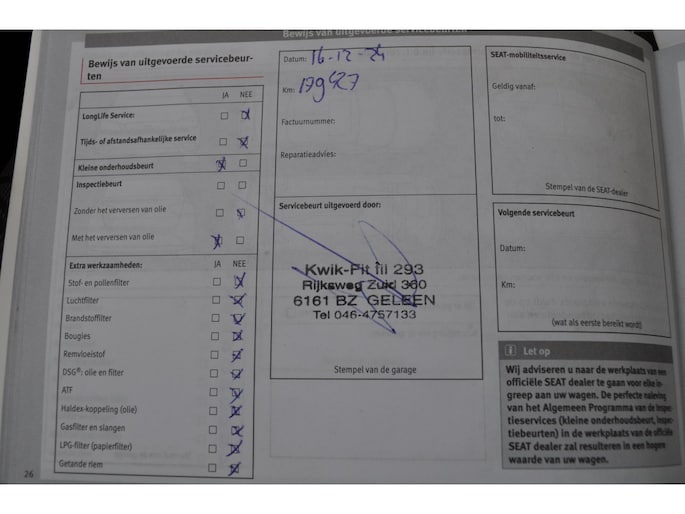 Bewijs van uitgevoerde servicebeurten
Bewijs van uitgevoerde servicebeur-
ten
JA NEE
LongLife Service:
Tijds- of afstandsafhankelijke service
Kleine onderhoudsbeurt
Inspectiebeurt
Zonder het verversen van olie
Met het verversen van olie
Extra werkzaamheden: JA NEE
Stof- en pollenfilter
Luchtfilter
Brandstoffilter
Bougies
Remvloeistof
DSG®: olie en filter
ATF
Haldex-koppeling (olie)
Gasfilter en slangen
LPG-filter (papierfilter)
Getande riem
26
Datum: 16-12-24
Km: 179427
Factuurnummer:
Reparatieadvies:
Servicebeurt uitgevoerd door:
Kwik-Fit fil 293
Rijksweg Zuid 360
6161 BZ GELEEN
Tel 046-4757133
Stempel van de garage
SEAT-mobiliteitsservice
Geldig vanaf:
tot:
Stempel van de SEAT-dealer
Volgende servicebeurt
Datum:
Km:
(wat als eerste bereikt wordt)
i Let op
Wij adviseren u naar de werkplaats van een
officiële SEAT dealer te gaan voor elke in-
greep aan uw wagen. De perfecte naleving
van het Algemeen Programma van de Inspec-
tieservices (kleine onderhoudsbeurt, inspec-
tiebeurten) in de werkplaats van de officiële
SEAT dealer zal resulteren in een hogere
waarde van uw wagen.